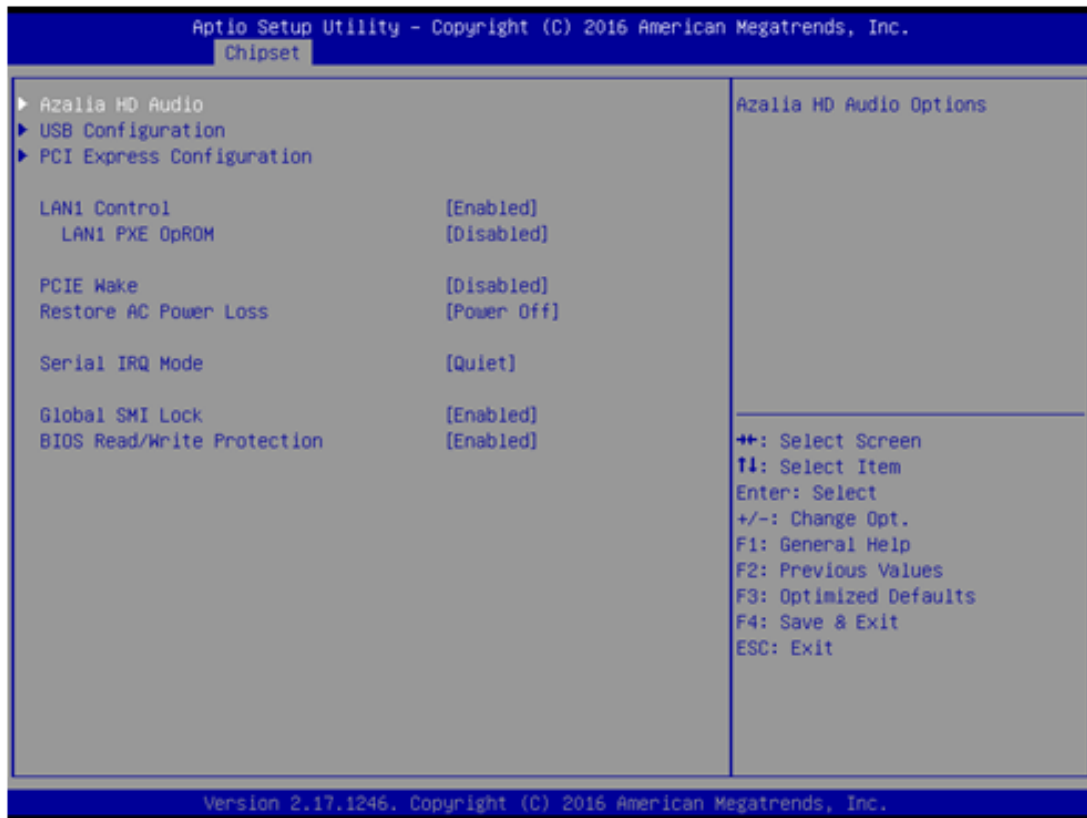 Aptio Setup Utility – Copyright (C) 2016 American Megatrends, Inc.
Chipset
Azalia HD Audio
USB Configuration
PCI Express Configuration
LAN1 Control [Enabled]
LAN1 PXE OpROM [Disabled]
PCIE Wake [Disabled]
Restore AC Power Loss [Power Off]
Serial IRQ Mode [Quiet]
Global SMI Lock [Enabled]
BIOS Read/Write Protection [Enabled]
Azalia HD Audio Options
→←: Select Screen
↑↓: Select Item
Enter: Select
+/-: Change Opt.
F1: General Help
F2: Previous Values
F3: Optimized Defaults
F4: Save & Exit
ESC: Exit
Version 2.17.1246. Copyright (C) 2016 American Megatrends, Inc.